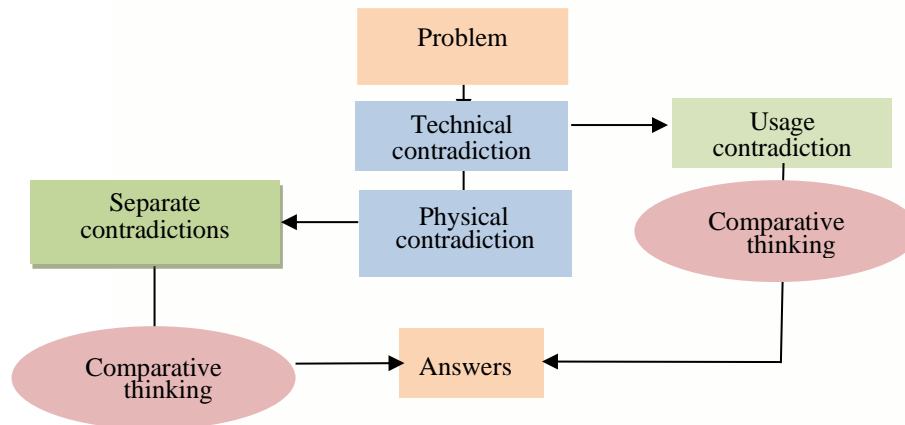 Problem
Technical
contradiction
Usage
contradiction
Separate
contradictions
Physical
contradiction
Comparative
thinking
Comparative
thinking
Answers